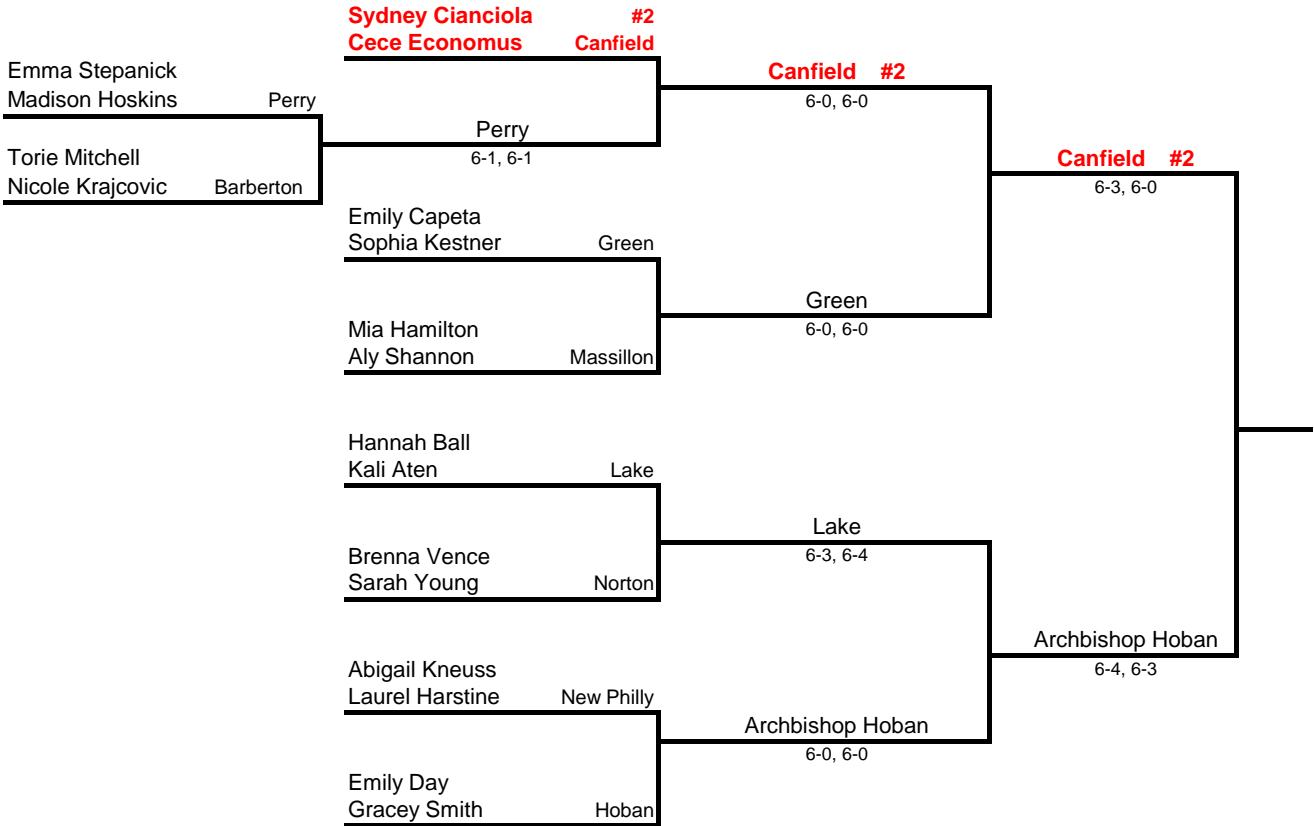 Sydney Cianciola #2
Cece Economus Canfield
Emma Stepanick
Madison Hoskins Perry
Canfield #2
6-0, 6-0
Perry
6-1, 6-1
Torie Mitchell
Nicole Krajcovic Barberton
Canfield #2
6-3, 6-0
Emily Capeta
Sophia Kestner Green
Green
6-0, 6-0
Mia Hamilton
Aly Shannon Massillon
Hannah Ball
Kali Aten Lake
Lake
6-3, 6-4
Brenna Vence
Sarah Young Norton
Archbishop Hoban
6-4, 6-3
Abigail Kneuss
Laurel Harstine New Philly
Archbishop Hoban
6-0, 6-0
Emily Day
Gracey Smith Hoban